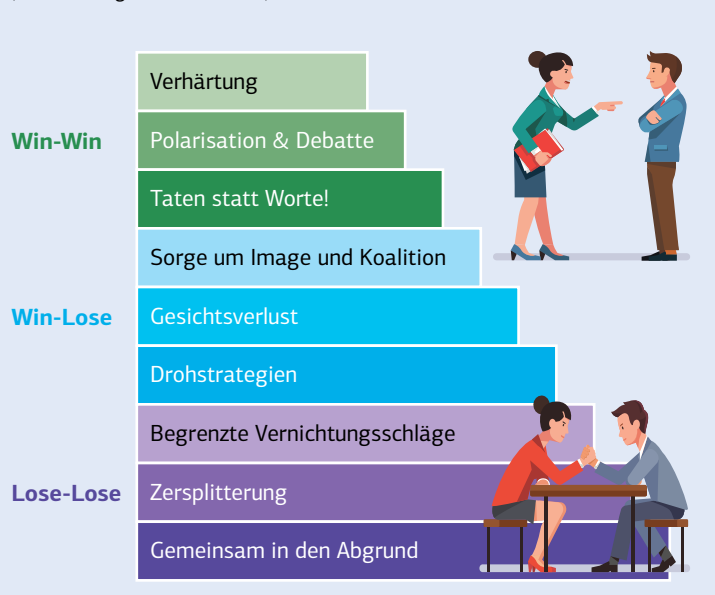 Verhärtung
Win-Win
Polarisation & Debatte
Taten statt Worte!
Sorge um Image und Koalition
Win-Lose
Gesichtsverlust
Drohstrategien
Begrenzte Vernichtungsschläge
Lose-Lose
Zersplitterung
Gemeinsam in den Abgrund